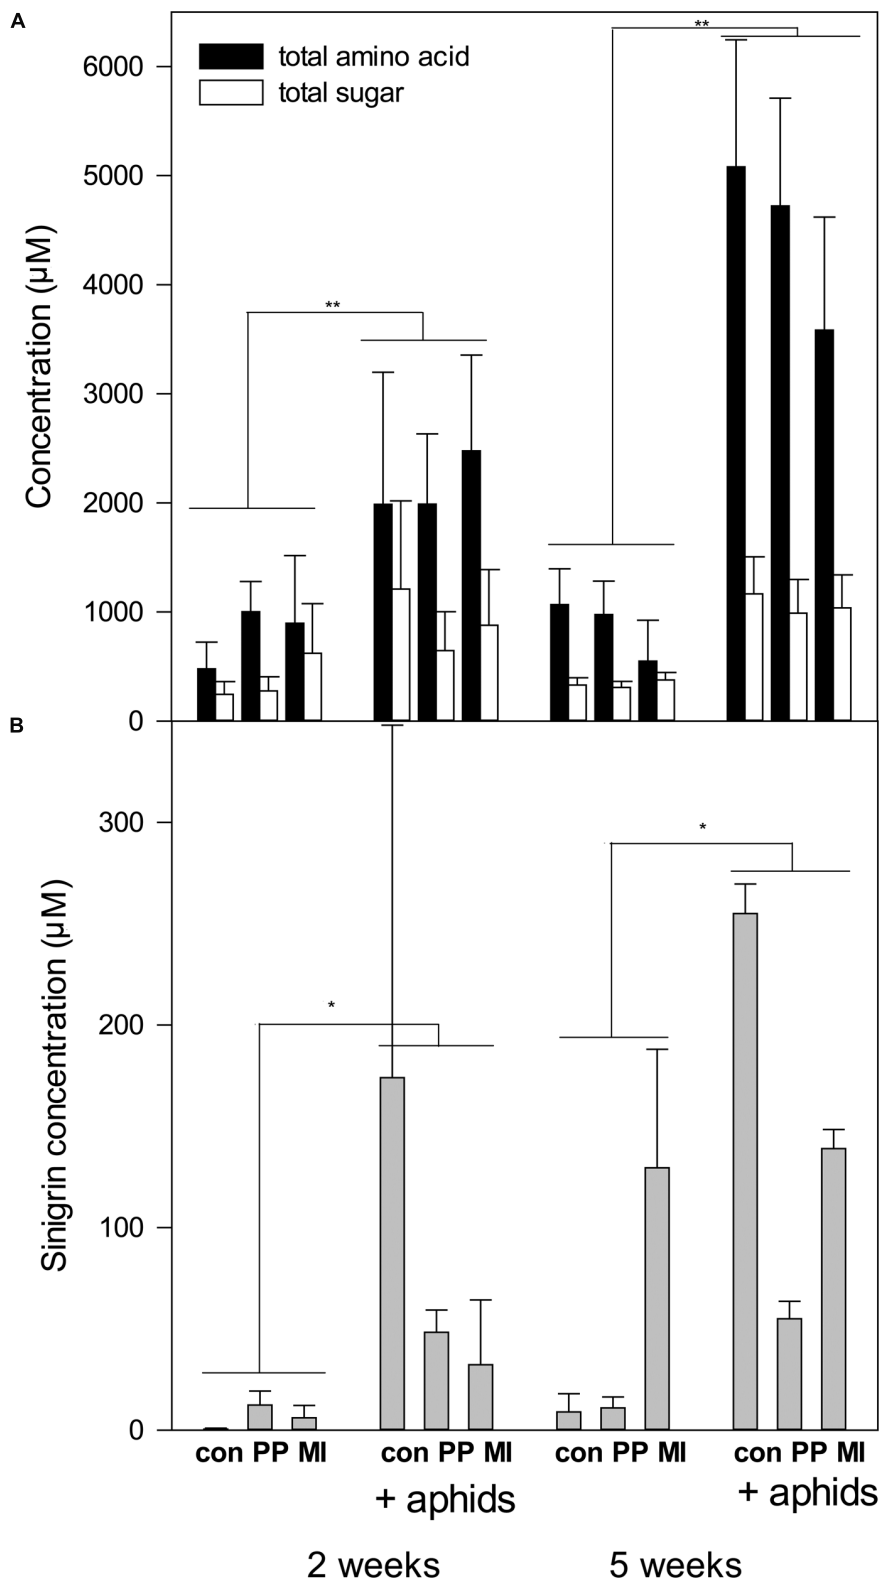 A
total amino acid
total sugar
**
**
6000
5000
4000
3000
2000
1000
0
Concentration (µM)
B
*
*
300
200
100
0
Sinigrin concentration (µM)
con PP MI
con PP MI
con PP MI
con PP MI
+ aphids
+ aphids
2 weeks
5 weeks